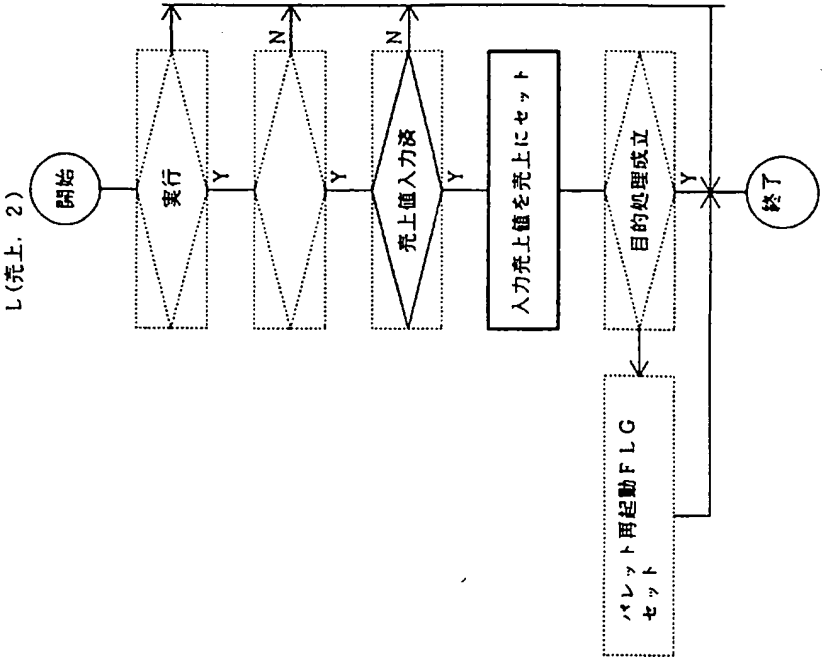 L（売上，2）
開始
実行
Y
N
Y
売上値入力済
N
Y
入力売上値を売上にセット
目的処理成立
Y
パレット再起動FLG
セット
終了